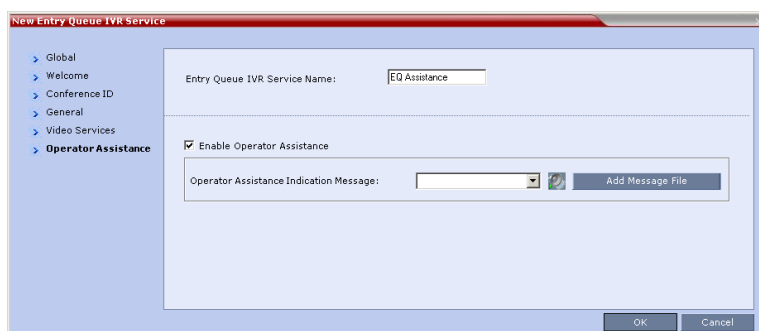 New Entry Queue IVR Service
Global
Welcome
Conference ID
General
Video Services
Operator Assistance
Entry Queue IVR Service Name:
EQ Assistance
Enable Operator Assistance
Operator Assistance Indication Message:
Add Message File
OK
Cancel